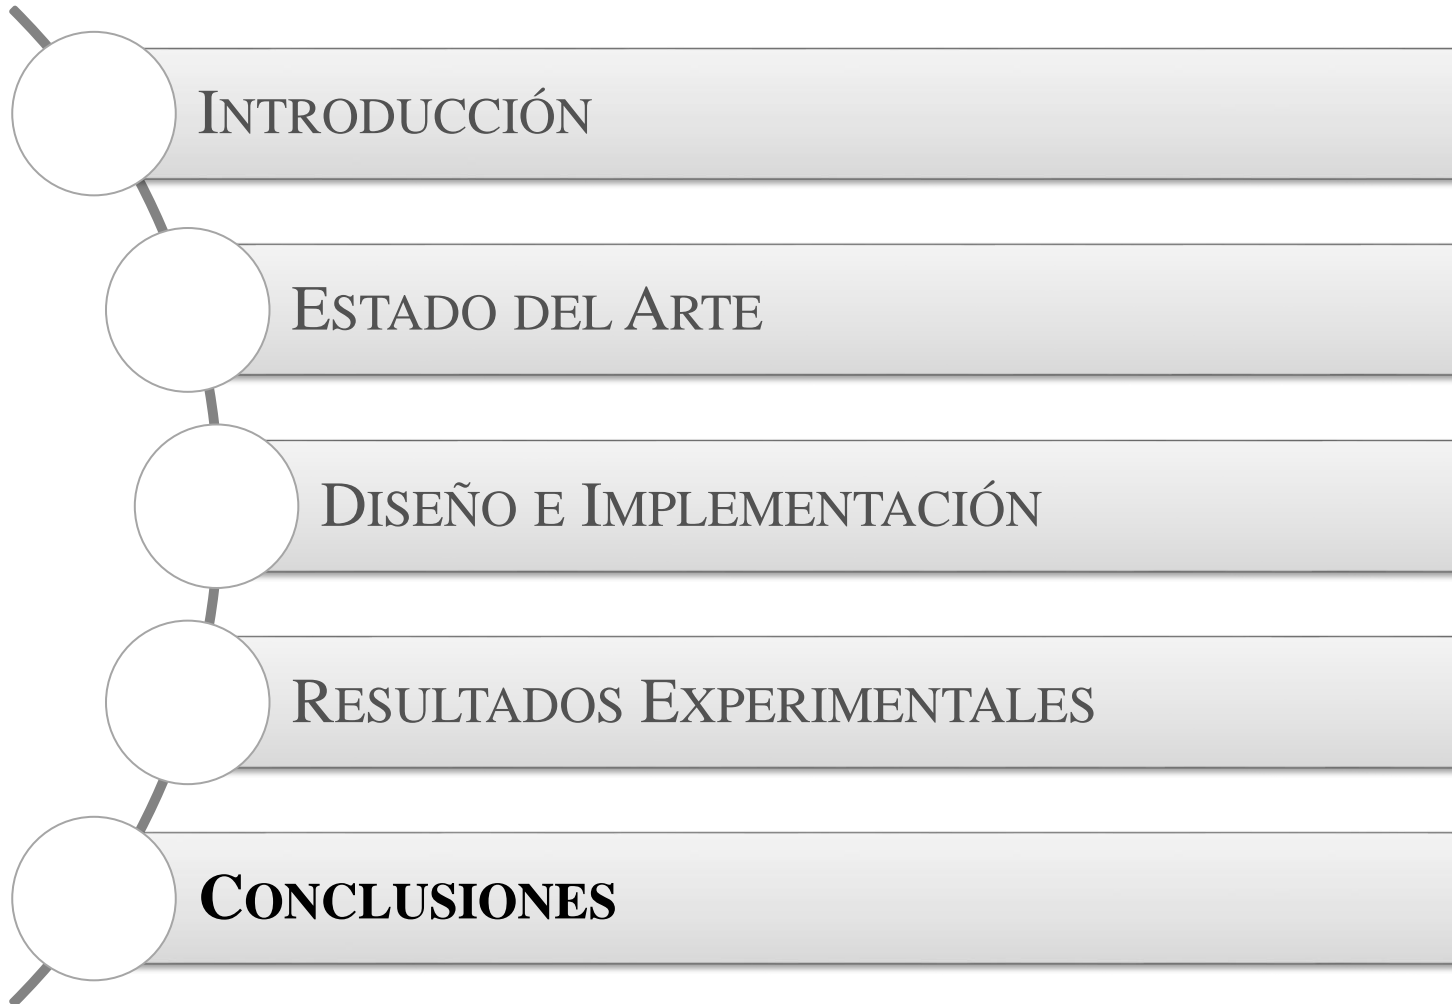 Introducción
Estado del Arte
Diseño e Implementación
Resultados Experimentales
Conclusiones